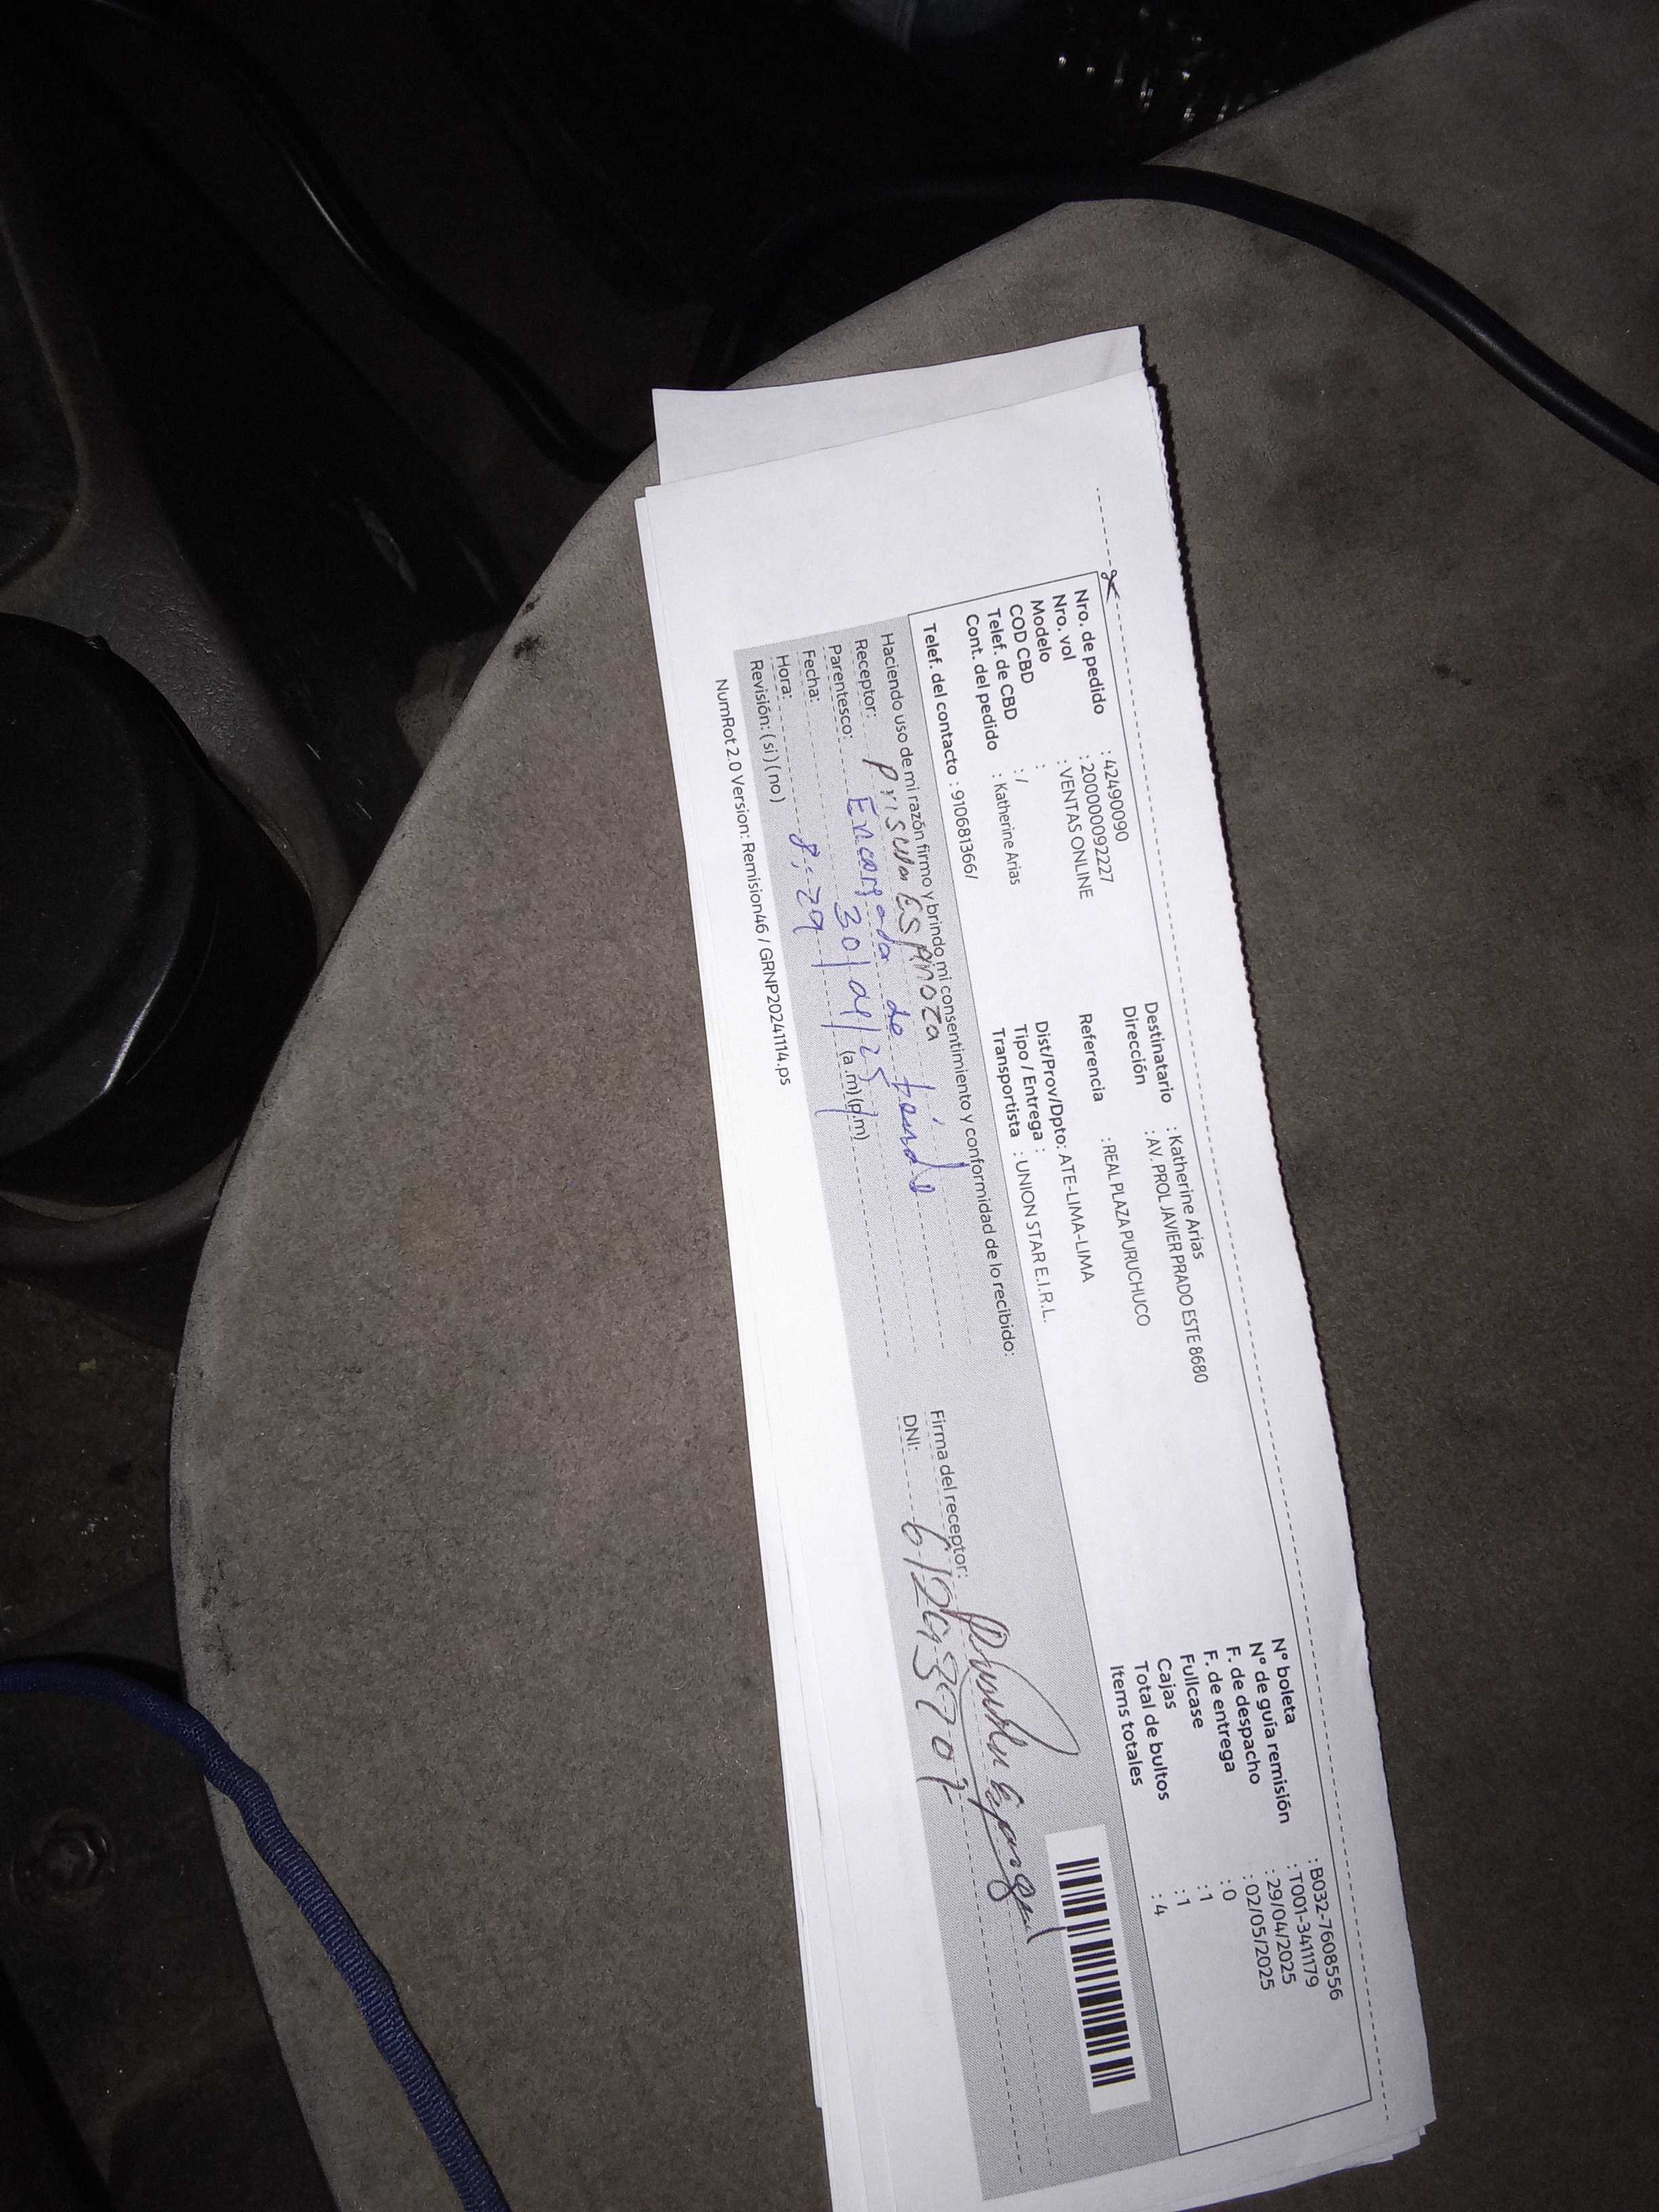 Nro. de pedido : 42490090
Nro. vol : 200000092227
Modelo : VENTAS ONLINE
COD CBD :
Telef. de CBD : /
Cont. del pedido : Katherine Arias
Telef. del contacto : 910681366/
Destinatario : Katherine Arias
Dirección : AV. PROL JAVIER PRADO ESTE 8680
Referencia : REAL PLAZA PURUCHUCO
Dist/Prov/Dpto: ATE-LIMA-LIMA
Tipo / Entrega :
Transportista : UNION STAR E.I.R.L.
Nº boleta : B032-7608556
Nº de guía remisión : T001-3411179
F. de despacho : 29/04/2025
F. de entrega : 02/05/2025
Fullcase : 0
Cajas : 1
Total de bultos : 1
Items totales : 4
Haciendo uso de mi razón firmo y brindo mi consentimiento y conformidad de lo recibido:
Receptor: ESPANOZA
Parentesco: Encargada de tienda
Fecha: 30/04/25
Hora: 8:29 (a.m)(p.m)
Revisión: (si)(no)
Firma del receptor:
DNI:
NumRot 2.0 Version: Remision46 / GRNP20241114.ps